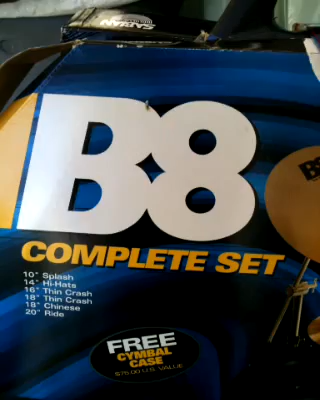 SABIAN
B8
COMPLETE SET
10" Splash
14" Hi-Hats
16" Thin Crash
18" Thin Crash
18" Chinese
20" Ride
FREE
CYMBAL
CASE
$75.00 U.S. VALUE